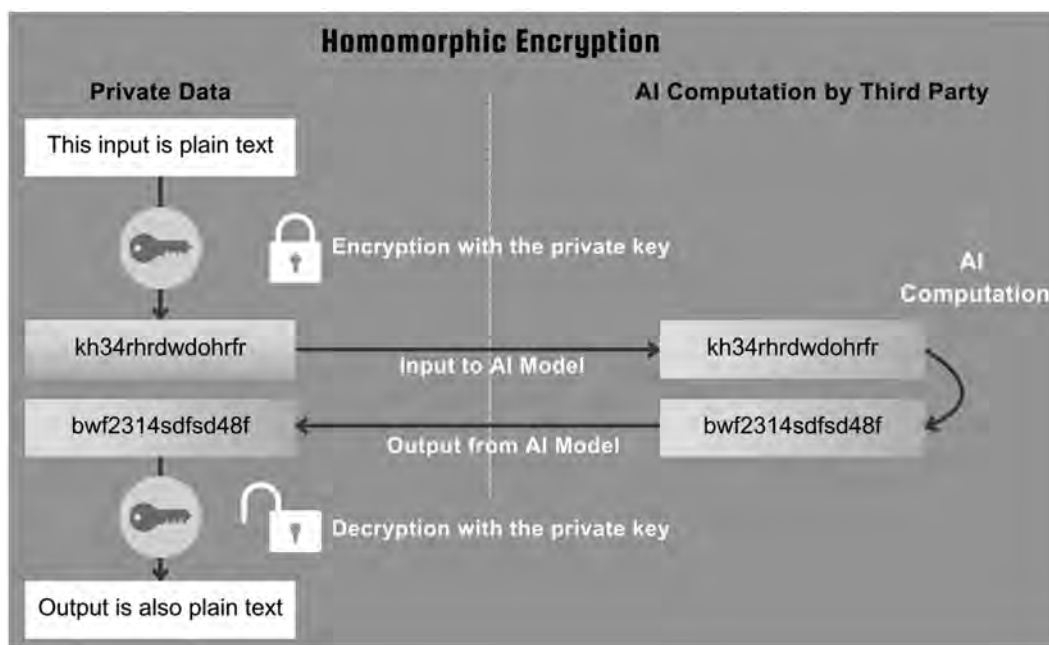 Homomorphic Encryption
Private Data
AI Computation by Third Party
This input is plain text
Encryption with the private key
AI
Computation
kh34rhrdwdohrfr
kh34rhrdwdohrfr
Input to AI Model
bwf2314sdfsd48f
bwf2314sdfsd48f
Output from AI Model
Decryption with the private key
Output is also plain text